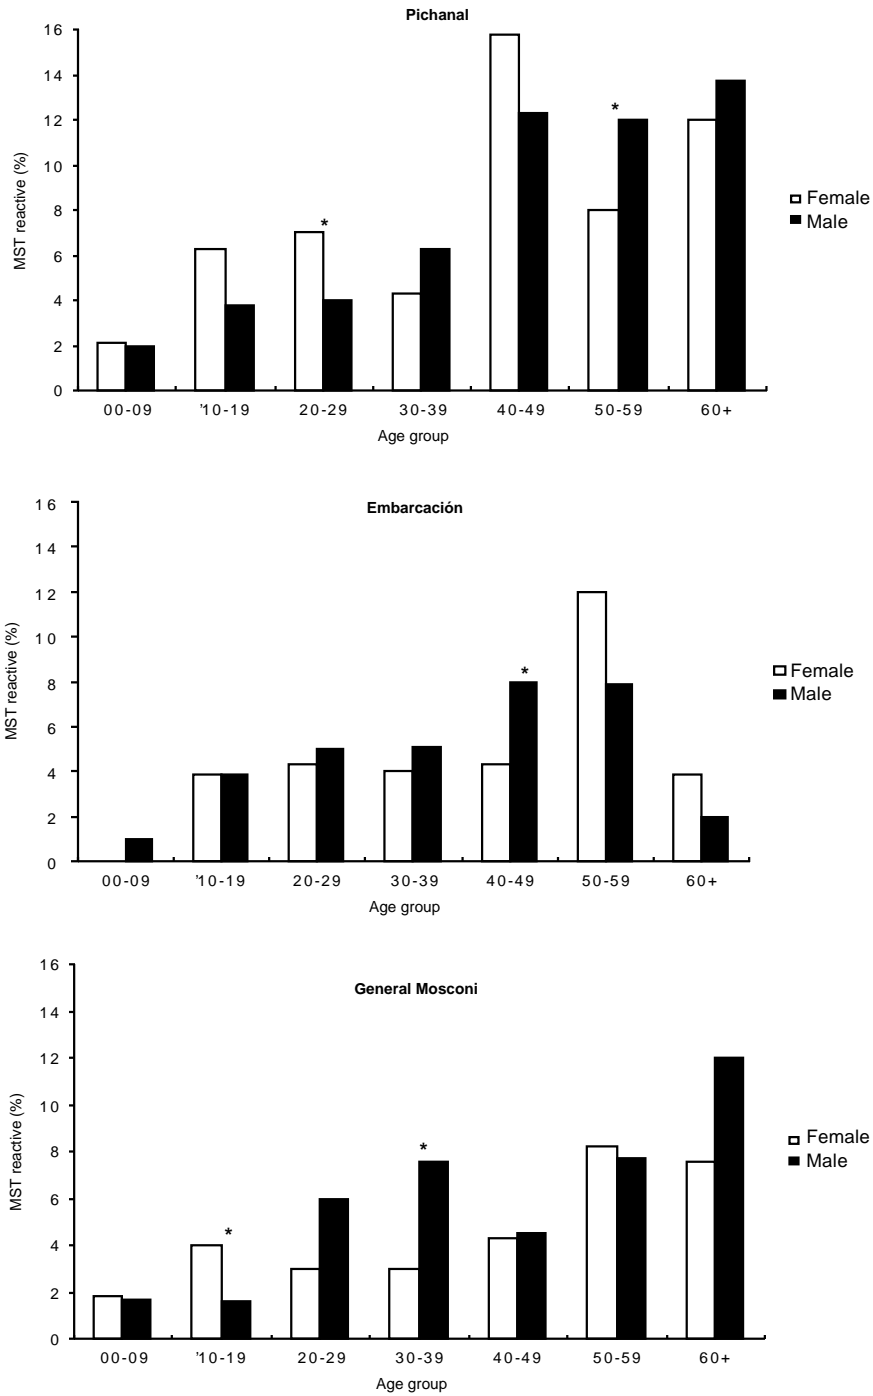 Pichanal
MST reactive (%)
16
14
12
10
8
6
4
2
0
*
*
00-09 '10-19 20-29 30-39 40-49 50-59 60+
Age group
Female
Male
Embarcación
MST reactive (%)
16
14
12
10
8
6
4
2
0
*
00-09 '10-19 20-29 30-39 40-49 50-59 60+
Age group
Female
Male
General Mosconi
MST reactive (%)
16
14
12
10
8
6
4
2
0
*
*
00-09 '10-19 20-29 30-39 40-49 50-59 60+
Age group
Female
Male